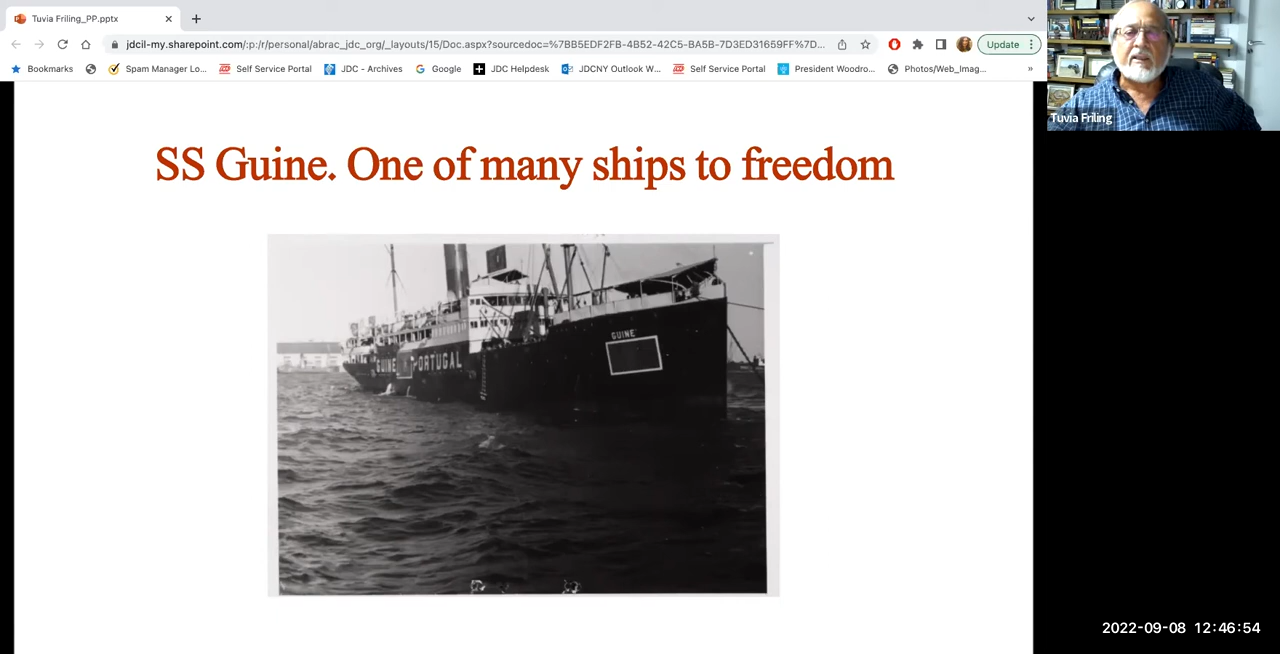 Tuvia Friling_PP.pptx
jdcil-my.sharepoint.com/:p:/r/personal/abrac_jdc_org/_layouts/15/Doc.aspx?sourcedoc=%7BB5EDF2FB-4B52-42C5-BA5B-7D3ED31659FF%7D...
Update
Bookmarks
Spam Manager Lo...
Self Service Portal
JDC - Archives
Google
JDC Helpdesk
JDCNY Outlook W...
Self Service Portal
President Woodro...
Photos/Web_Imag...
»
Tuvia Friling
SS Guine. One of many ships to freedom
GUINE
GUINE PORTUGAL
2022-09-08 12:46:54